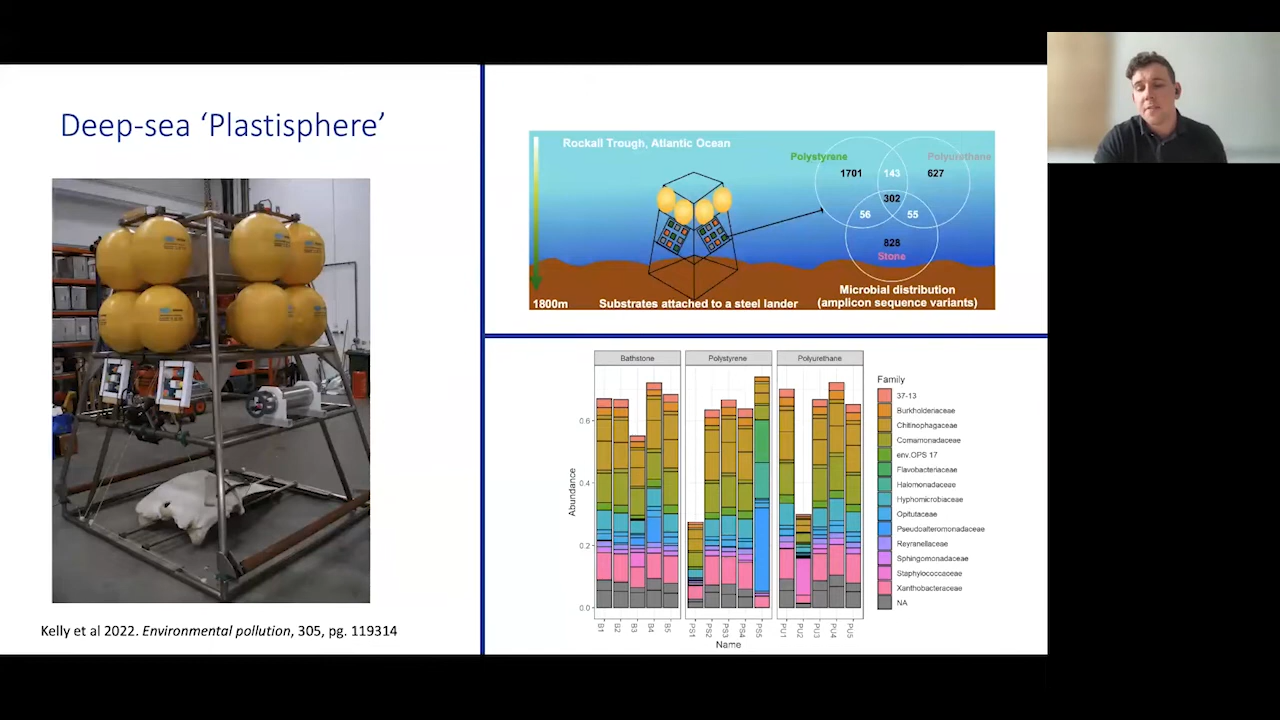 Deep-sea ‘Plastisphere’
Kelly et al 2022. Environmental pollution, 305, pg. 119314
Rockall Trough, Atlantic Ocean
Polystyrene
Polyurethane
1701
143
627
302
56
55
828
Stone
1800m
Substrates attached to a steel lander
Microbial distribution
(amplicon sequence variants)
Bathstone
Polystyrene
Polyurethane
Abundance
0.6
0.4
0.2
0.0
B1
B2
B3
B4
B5
PS1
PS2
PS3
PS4
PS5
PU1
PU2
PU3
PU4
PU5
Name
Family
37-13
Burkholderiaceae
Chitinophagaceae
Comamonadaceae
env.OPS 17
Flavobacteriaceae
Halomonadaceae
Hyphomicrobiaceae
Opitutaceae
Pseudoalteromonadaceae
Reyranellaceae
Sphingomonadaceae
Staphylococcaceae
Xanthobacteraceae
NA